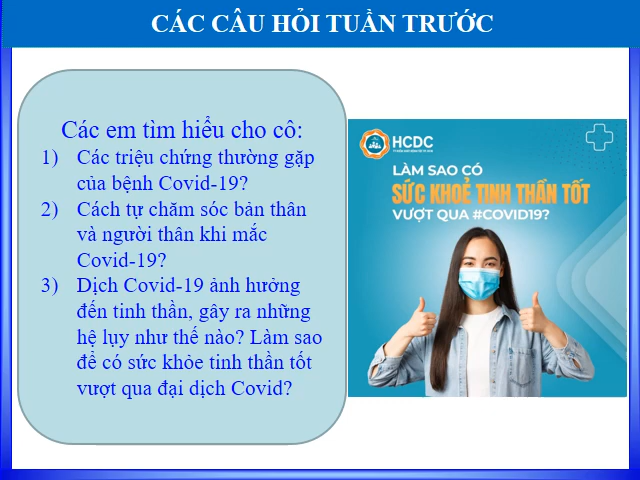 CÁC CÂU HỎI TUẦN TRƯỚC
Các em tìm hiểu cho cô:
1) Các triệu chứng thường gặp
của bệnh Covid-19?
2) Cách tự chăm sóc bản thân
và người thân khi mắc
Covid-19?
3) Dịch Covid-19 ảnh hưởng
đến tinh thần, gây ra những
hệ lụy như thế nào? Làm sao
để có sức khỏe tinh thần tốt
vượt qua đại dịch Covid?
HCDC
LÀM SAO CÓ
SỨC KHOẺ TINH THẦN TỐT
VƯỢT QUA #COVID19?